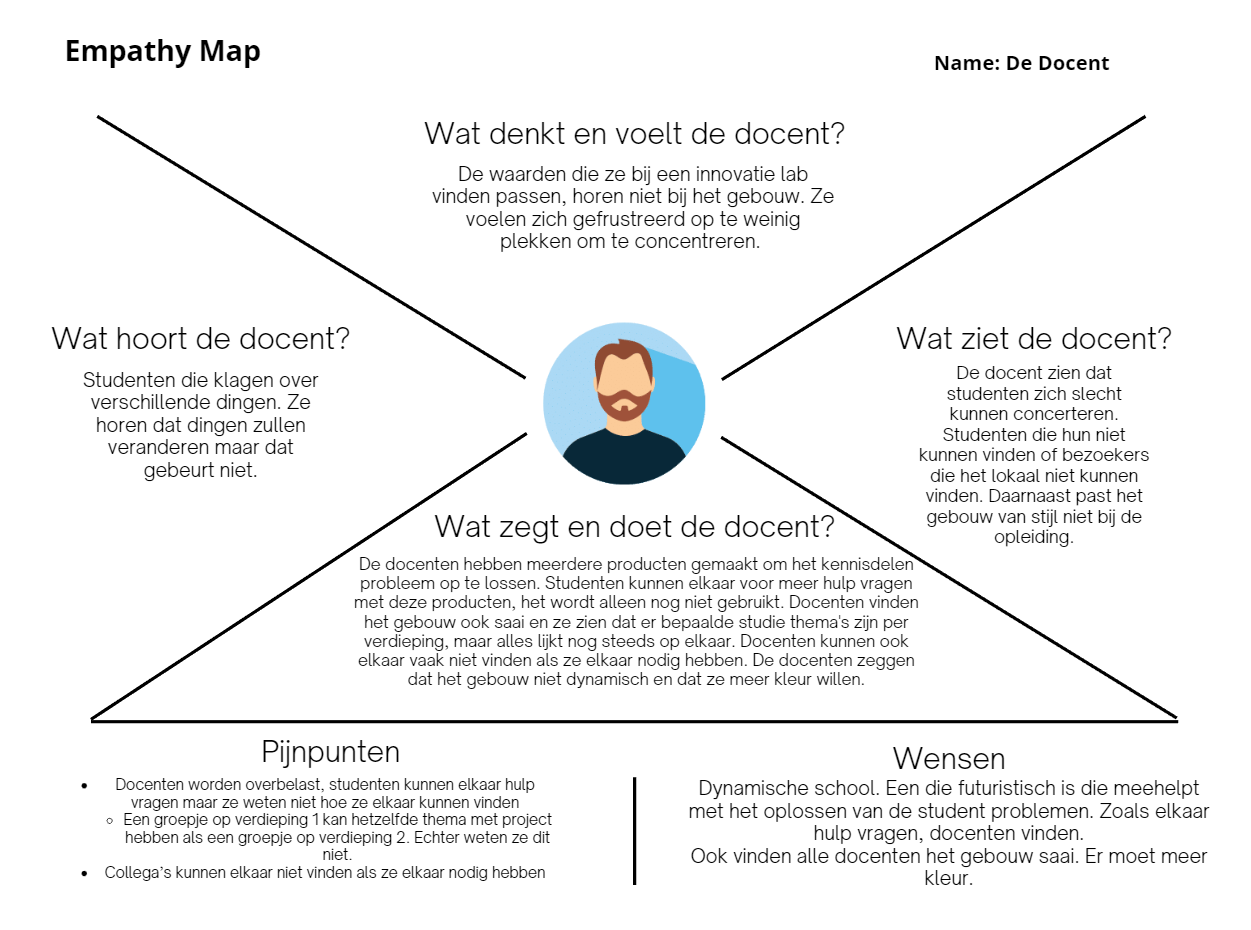 Empathy Map
Name: De Docent
Wat denkt en voelt de docent?
De waarden die ze bij een innovatie lab
vinden passen, horen niet bij het gebouw. Ze
voelen zich gefrustreerd op te weinig
plekken om te concentreren.
Wat hoort de docent?
Studenten die klagen over
verschillende dingen. Ze
horen dat dingen zullen
veranderen maar dat
gebeurt niet.
Wat ziet de docent?
De docent zien dat
studenten zich slecht
kunnen concerteren.
Studenten die hun niet
kunnen vinden of bezoekers
die het lokaal niet kunnen
vinden. Daarnaast past het
gebouw van stijl niet bij de
opleiding.
Wat zegt en doet de docent?
De docenten hebben meerdere producten gemaakt om het kennisdelen
probleem op te lossen. Studenten kunnen elkaar voor meer hulp vragen
met deze producten, het wordt alleen nog niet gebruikt. Docenten vinden
het gebouw ook saai en ze zien dat er bepaalde studie thema's zijn per
verdieping, maar alles lijkt nog steeds op elkaar. Docenten kunnen ook
elkaar vaak niet vinden als ze elkaar nodig hebben. De docenten zeggen
dat het gebouw niet dynamisch en dat ze meer kleur willen.
Pijnpunten
• Docenten worden overbelast, studenten kunnen elkaar hulp
vragen maar ze weten niet hoe ze elkaar kunnen vinden
◦ Een groepje op verdieping 1 kan hetzelfde thema met project
hebben als een groepje op verdieping 2. Echter weten ze dit
niet.
• Collega's kunnen elkaar niet vinden als ze elkaar nodig hebben
Wensen
Dynamische school. Een die futuristisch is die meehelpt
met het oplossen van de student problemen. Zoals elkaar
hulp vragen, docenten vinden.
Ook vinden alle docenten het gebouw saai. Er moet meer
kleur.